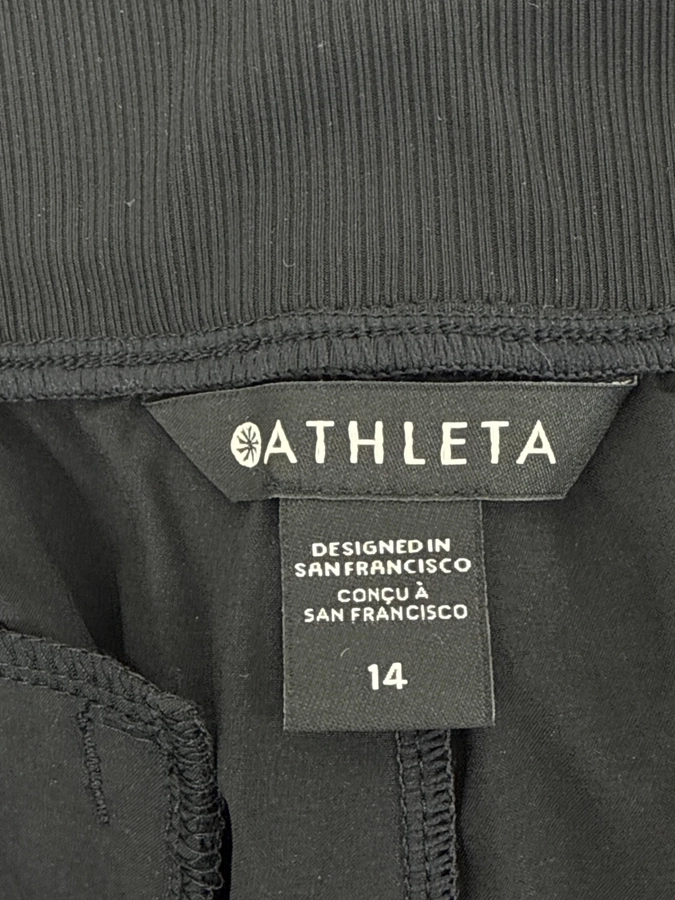 ATHLETA
DESIGNED IN
SAN FRANCISCO
CONÇU À
SAN FRANCISCO
14